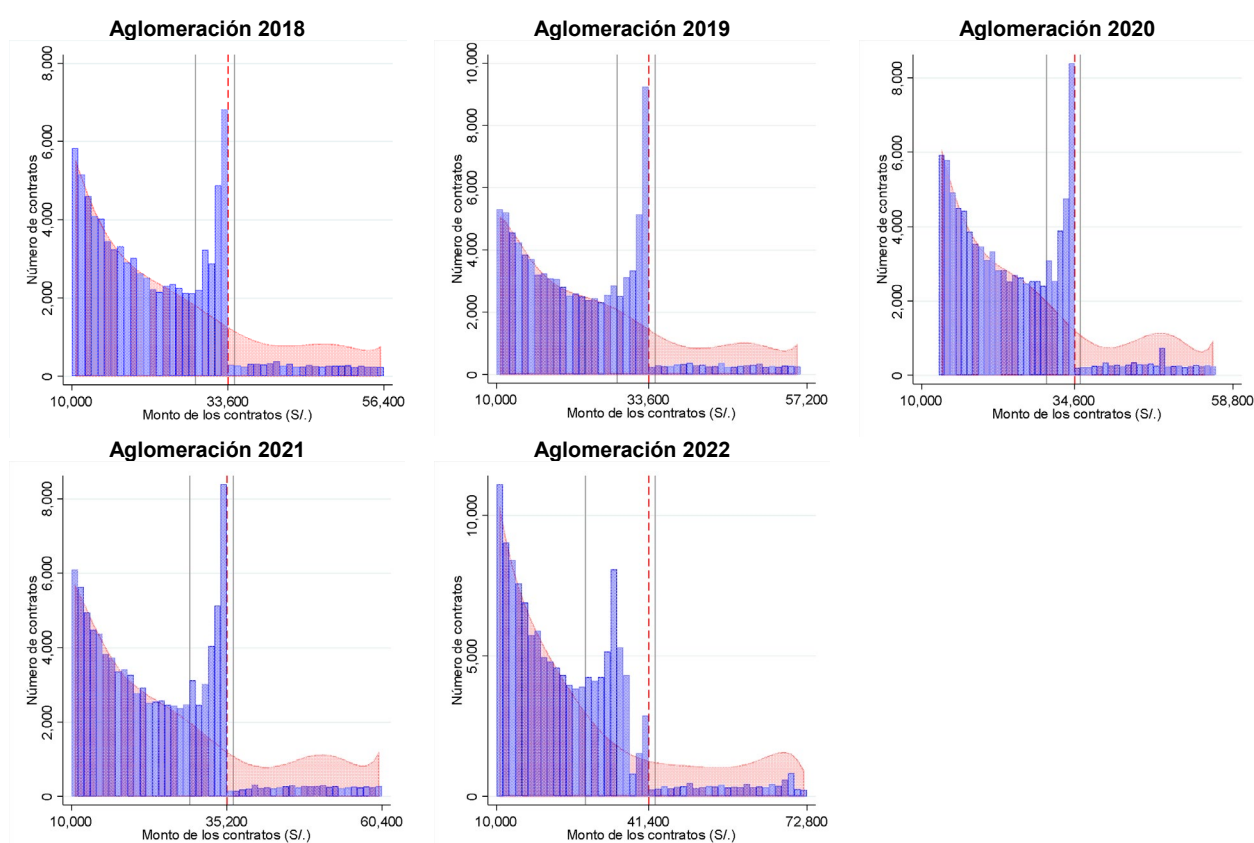 Aglomeración 2018
Número de contratos
8,000
6,000
4,000
2,000
0
10,000
33,600
56,400
Monto de los contratos (S/.)
Aglomeración 2019
Número de contratos
10,000
8,000
6,000
4,000
2,000
0
10,000
33,600
57,200
Monto de los contratos (S/.)
Aglomeración 2020
Número de contratos
8,000
6,000
4,000
2,000
0
10,000
34,600
58,800
Monto de los contratos (S/.)
Aglomeración 2021
Número de contratos
8,000
6,000
4,000
2,000
0
10,000
35,200
60,400
Monto de los contratos (S/.)
Aglomeración 2022
Número de contratos
10,000
5,000
0
10,000
41,400
72,800
Monto de los contratos (S/.)